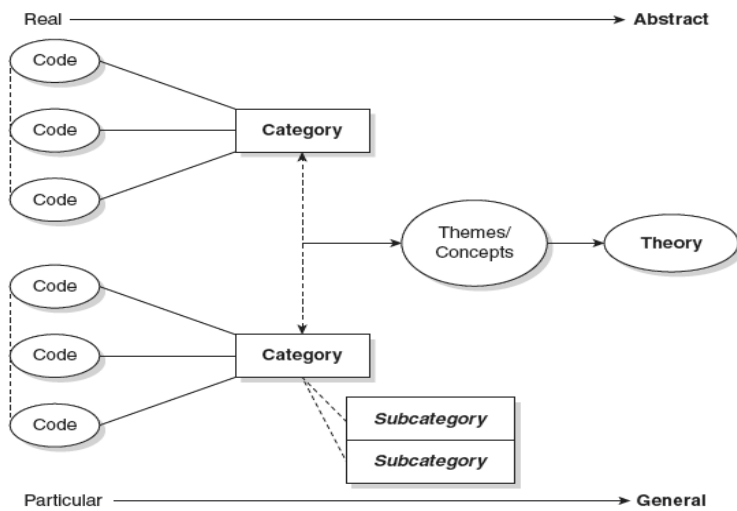 Real
Abstract
Code
Code
Category
Code
Themes/
Concepts
Theory
Code
Code
Category
Code
Subcategory
Subcategory
Particular
General